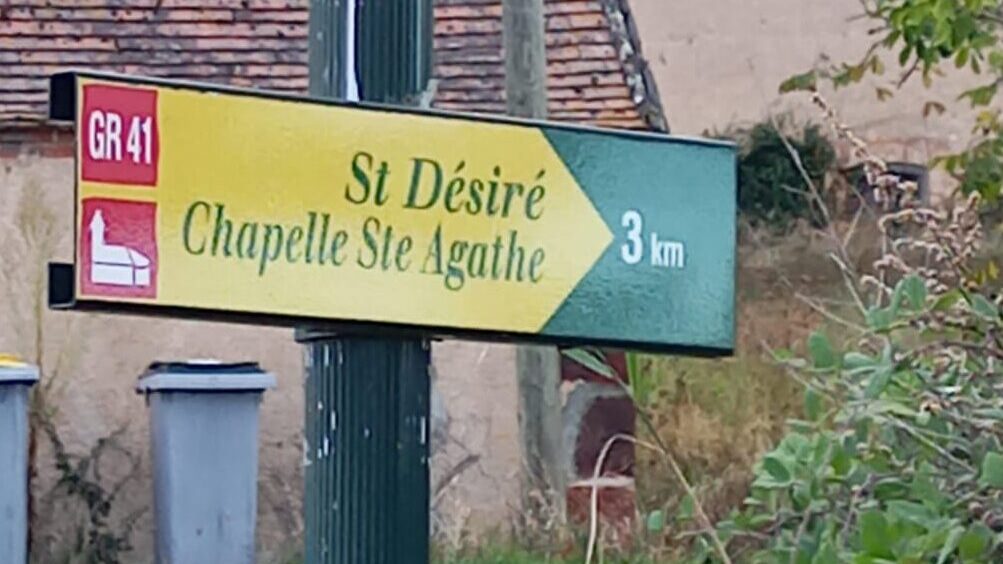 GR 41
St Désiré
Chapelle Ste Agathe
3 km